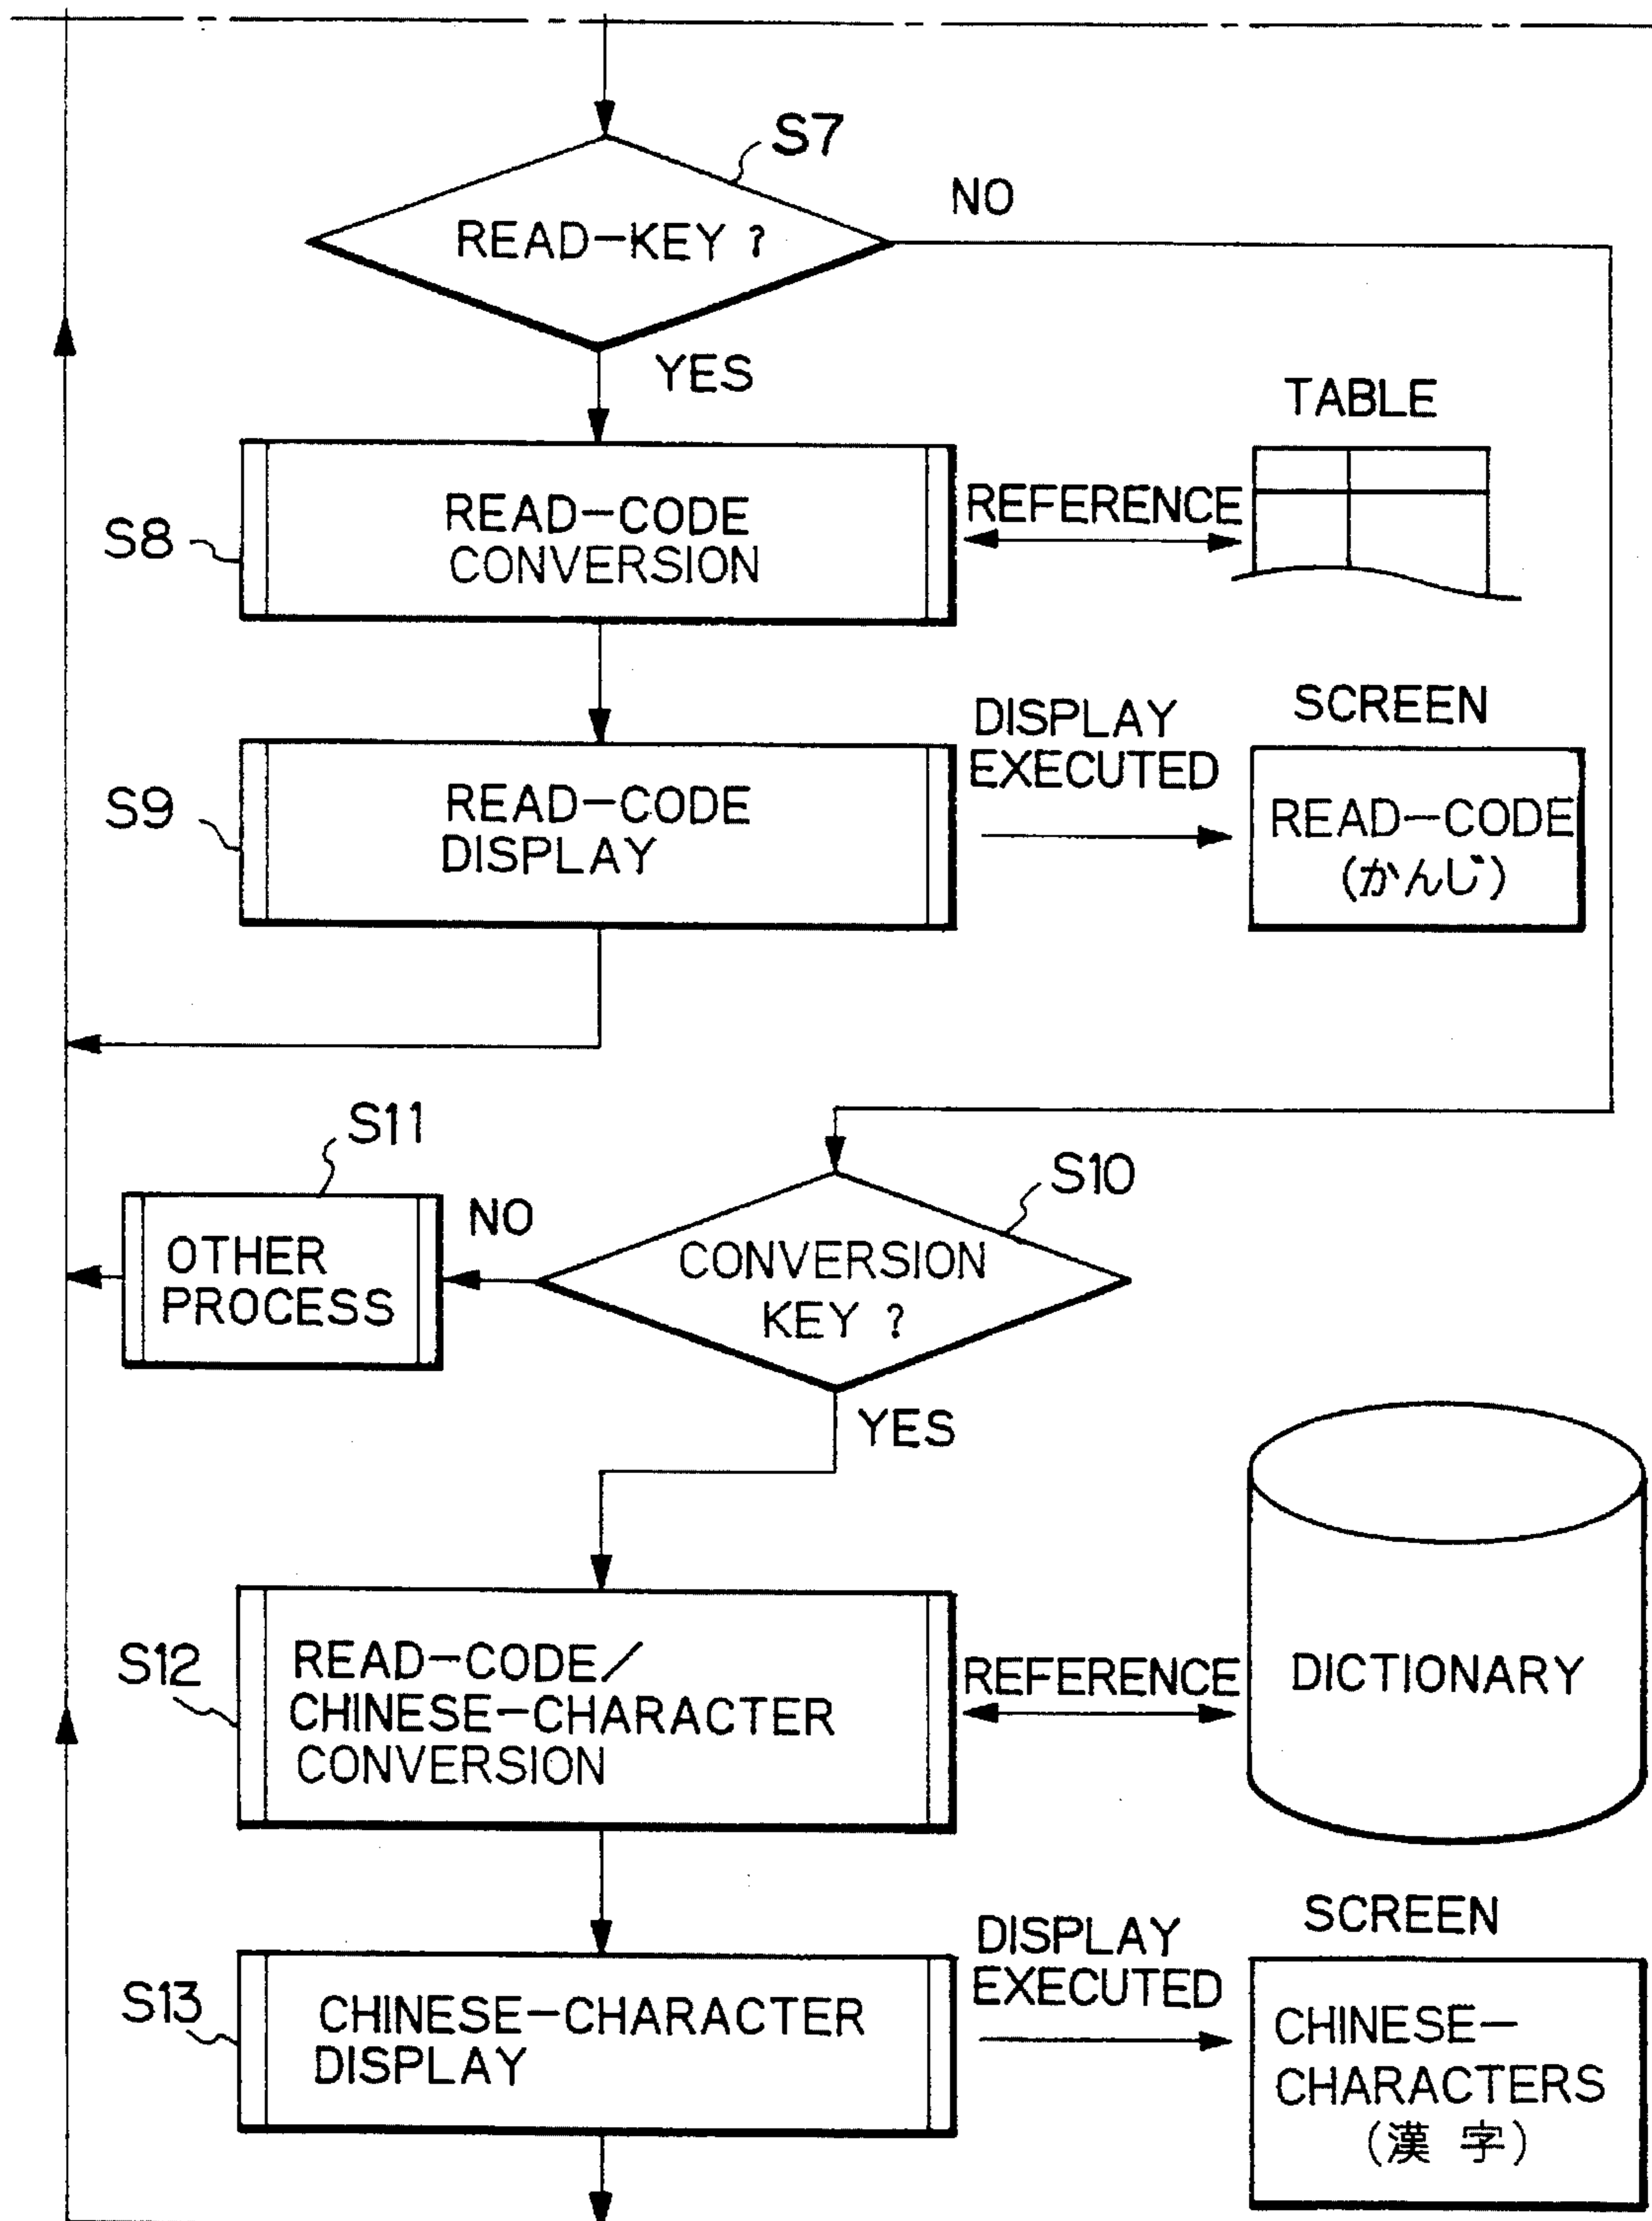 S7
NO
READ-KEY ?
YES
TABLE
S8
READ-CODE
CONVERSION
REFERENCE
SCREEN
DISPLAY
EXECUTED
S9
READ-CODE
DISPLAY
READ-CODE
(かんじ)
S11
S10
NO
OTHER
PROCESS
CONVERSION
KEY ?
YES
S12
READ-CODE/
CHINESE-CHARACTER
CONVERSION
REFERENCE
DICTIONARY
SCREEN
DISPLAY
EXECUTED
S13
CHINESE-CHARACTER
DISPLAY
CHINESE-
CHARACTERS
(漢 字)